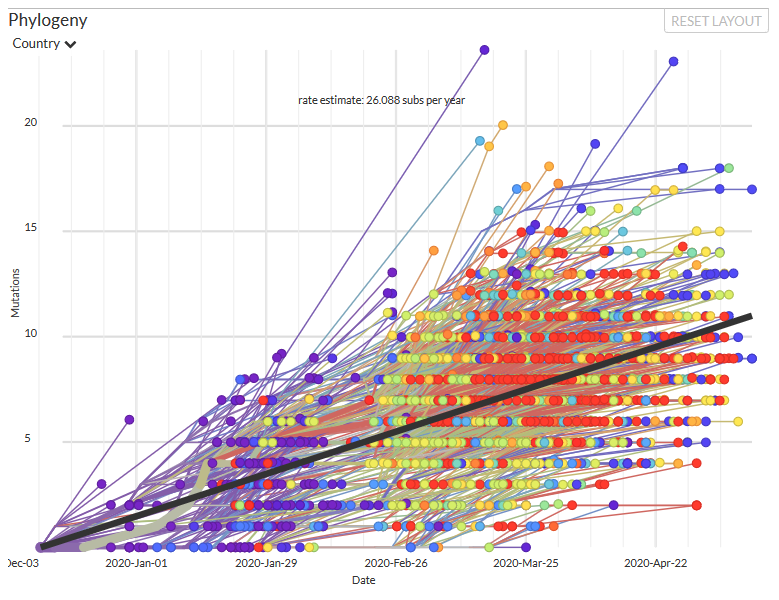 Phylogeny
RESET LAYOUT
Country
rate estimate: 26.088 subs per year
20
15
10
5
Mutations
Dec-03
2020-Jan-01
2020-Jan-29
2020-Feb-26
2020-Mar-25
2020-Apr-22
Date